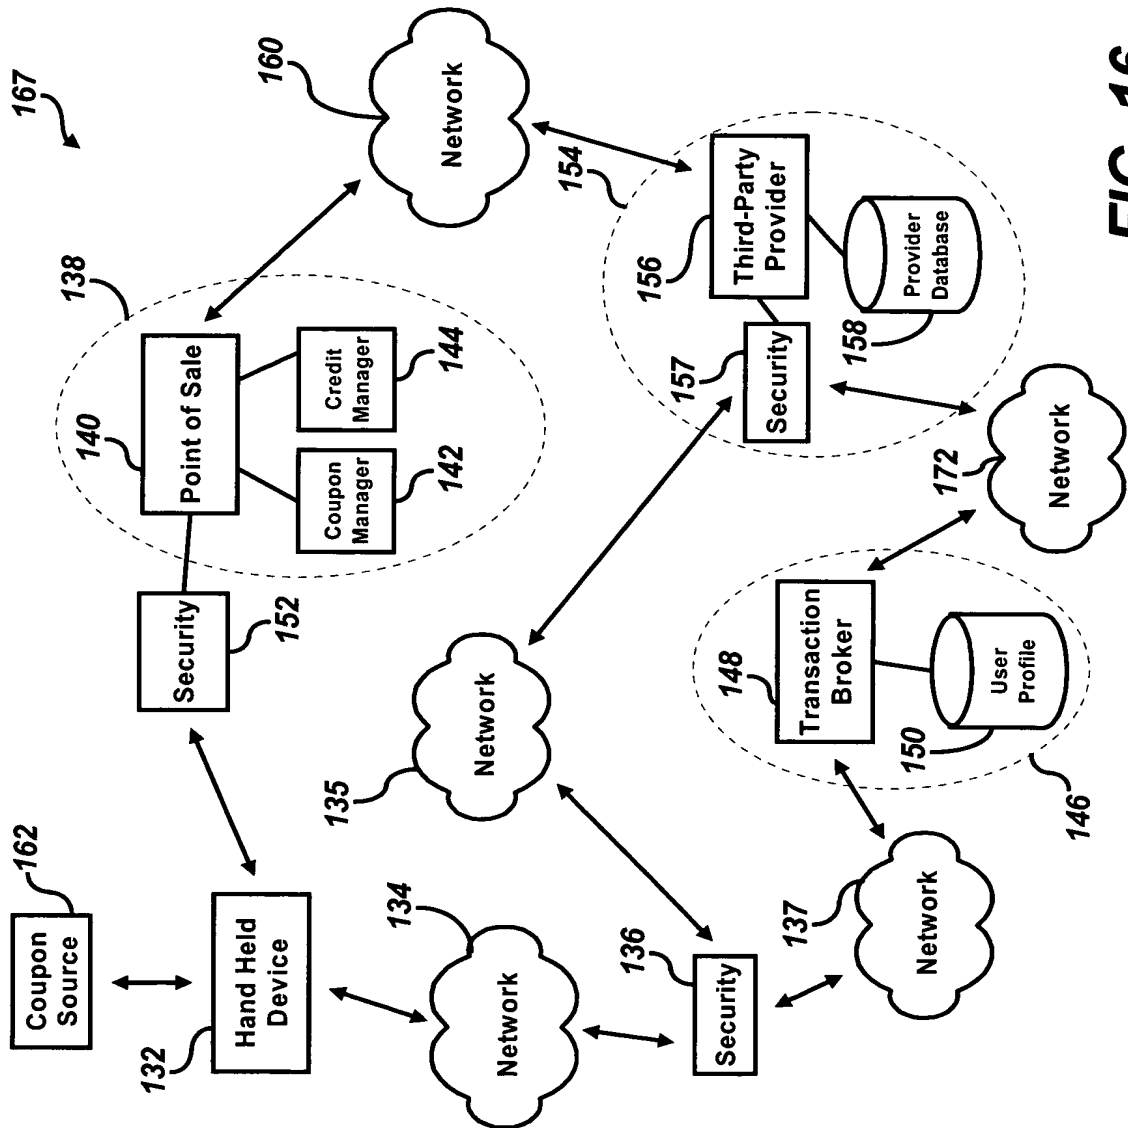 167
162
Coupon
Source
132
Hand Held
Device
152
Security
138
140
Point of Sale
142
Coupon
Manager
144
Credit
Manager
160
Network
134
Network
135
Network
136
Security
154
156
Third-Party
Provider
157
Security
158
Provider
Database
137
Network
148
Transaction
Broker
150
User
Profile
146
172
Network
FIG. 16